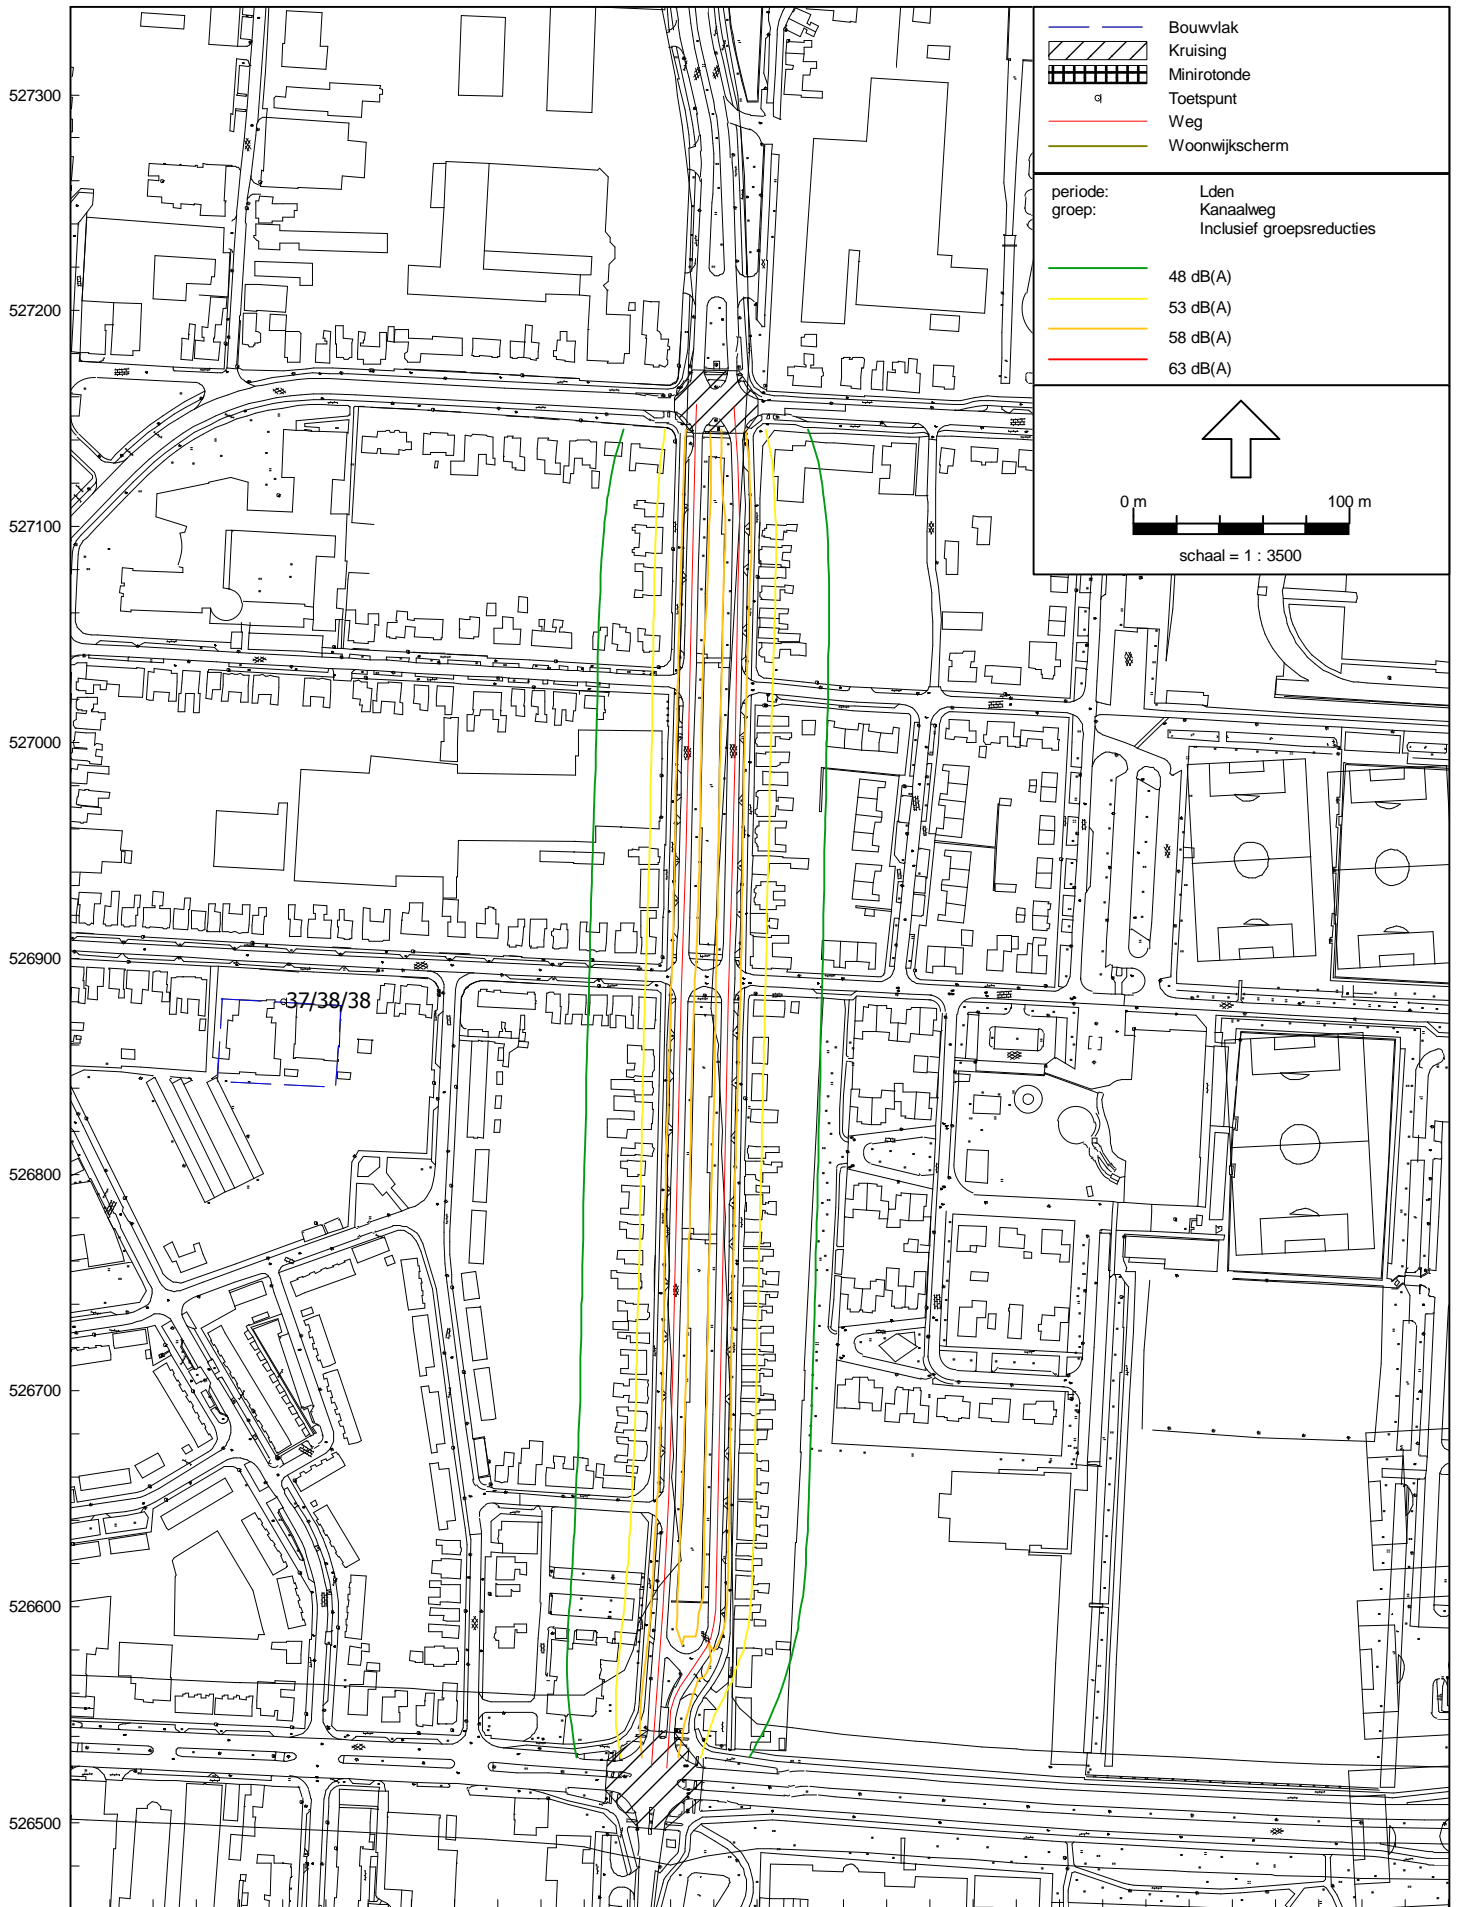 Bouwvlak
Kruising
Minirotonde
Toetspunt
Weg
Woonwijkscherm
periode: Lden
groep: Kanaalweg
Inclusief groepsreducties
48 dB(A)
53 dB(A)
58 dB(A)
63 dB(A)
0 m 100 m
schaal = 1 : 3500
527300
527200
527100
527000
526900
37/38/38
526800
526700
526600
526500